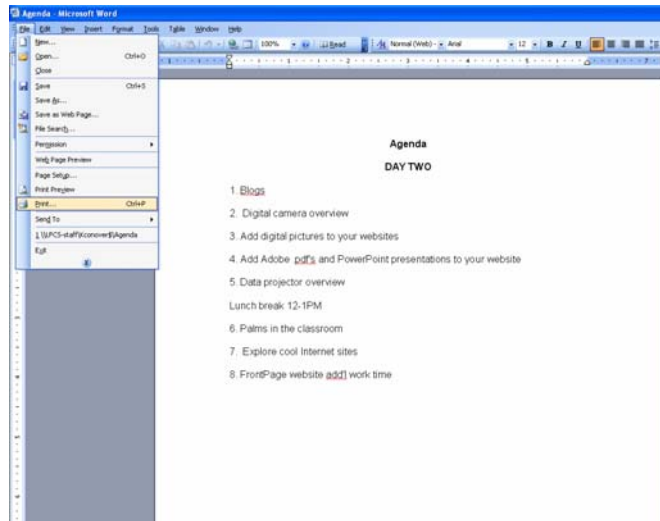 Agenda - Microsoft Word
File Edit View Insert Format Tools Table Window Help
100% Read Normal (Web) Arial 12 B I U
New...
Open... Ctrl+O
Close
Save Ctrl+S
Save As...
Save as Web Page...
File Search...
Permission
Web Page Preview
Page Setup...
Print Preview
Print... Ctrl+P
Send To
Exit
Agenda
DAY TWO
1. Blogs
2. Digital camera overview
3. Add digital pictures to your websites
4. Add Adobe pdf's and PowerPoint presentations to your website
5. Data projector overview
Lunch break 12-1PM
6. Palms in the classroom
7. Explore cool Internet sites
8. FrontPage website add'l work time